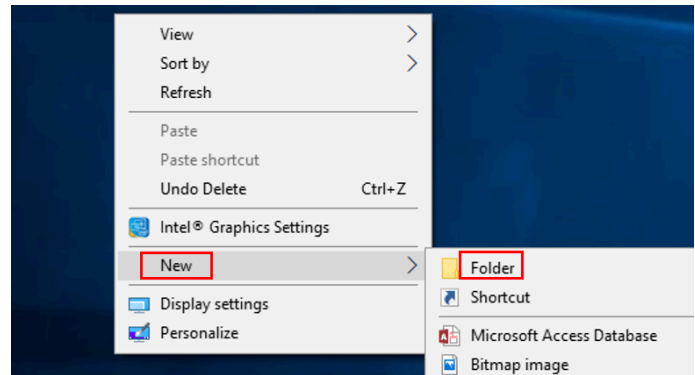 View
Sort by
Refresh
Paste
Paste shortcut
Undo Delete Ctrl+Z
Intel® Graphics Settings
New
Display settings
Personalize
Folder
Shortcut
Microsoft Access Database
Bitmap image